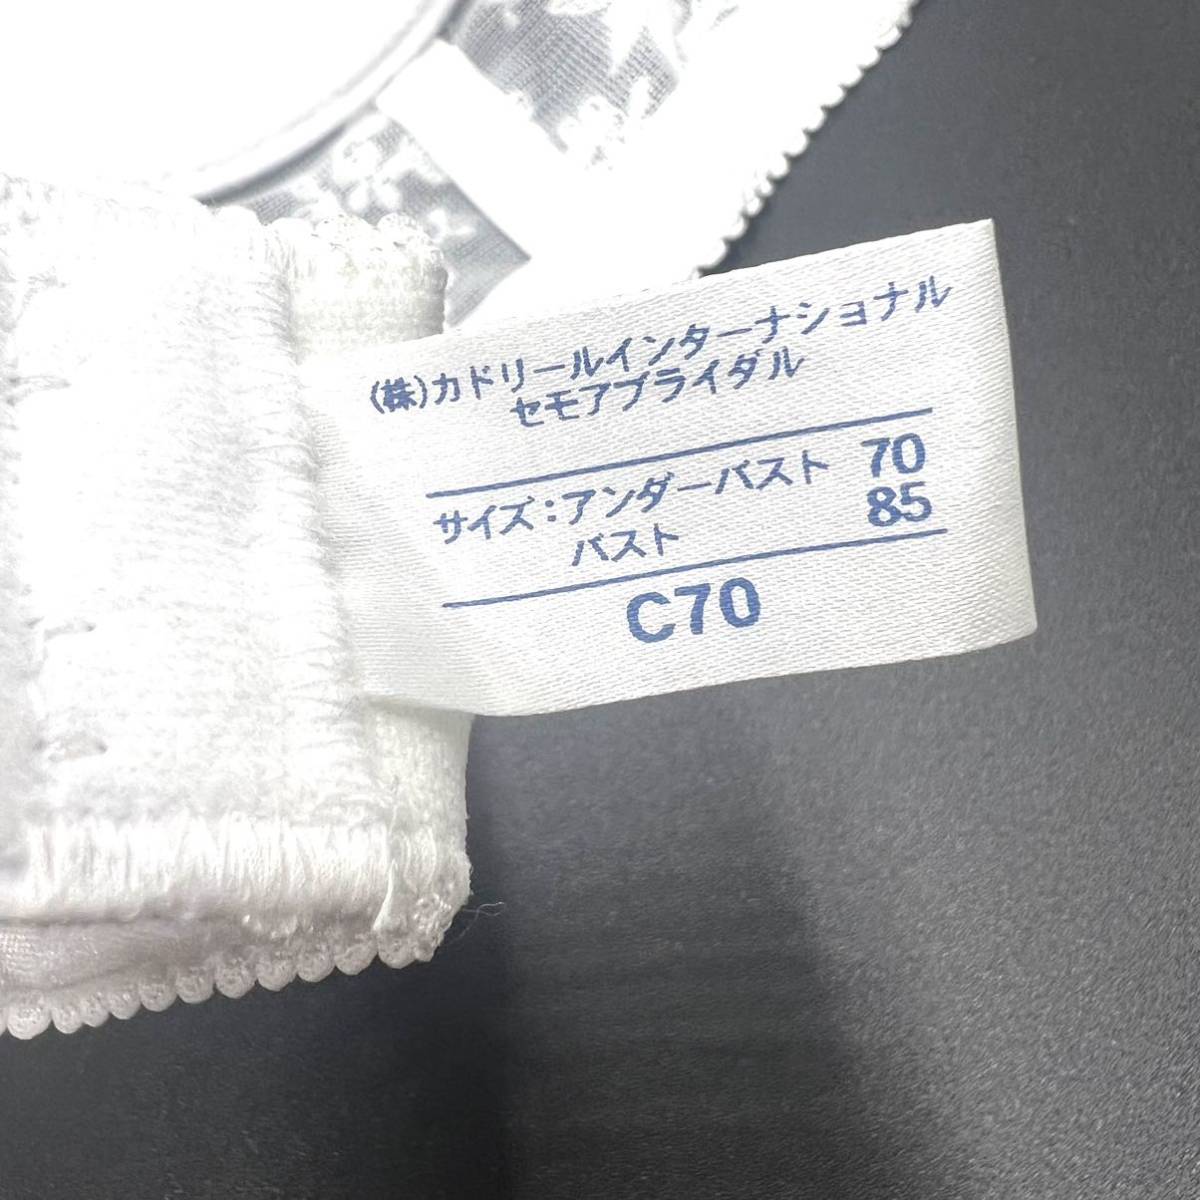 (株)カドリールインターナショナル
セモアブライダル
サイズ：アンダーバスト 70
バスト 85
C70